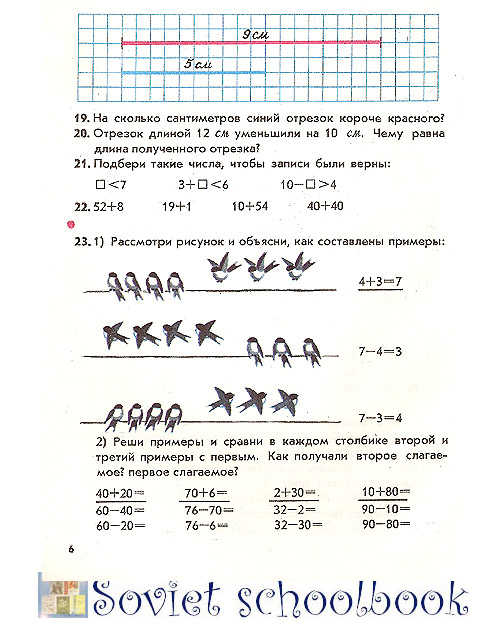 9 см
5 см
19. На сколько сантиметров синий отрезок короче красного?
20. Отрезок длиной 12 см уменьшили на 10 см. Чему равна
длина полученного отрезка?
21. Подбери такие числа, чтобы записи были верны:
□<7 3+□<6 10−□>4
22. 52+8 19+1 10+54 40+40
23. 1) Рассмотри рисунок и объясни, как составлены примеры:
4+3=7
7−4=3
7−3=4
2) Реши примеры и сравни в каждом столбике второй и
третий примеры с первым. Как получали второе слагае-
мое? первое слагаемое?
40+20= 70+6= 2+30= 10+80=
60−40= 76−70= 32−2= 90−10=
60−20= 76−6= 32−30= 90−80=
6
Soviet schoolbook